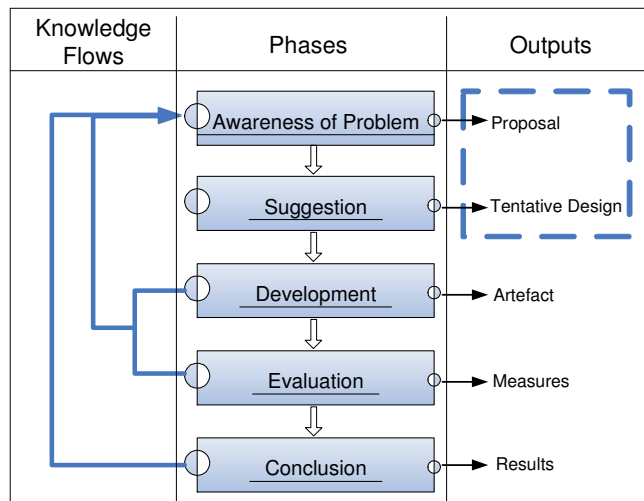 Knowledge
Flows
Phases
Outputs
Awareness of Problem
Proposal
Suggestion
Tentative Design
Development
Artefact
Evaluation
Measures
Conclusion
Results